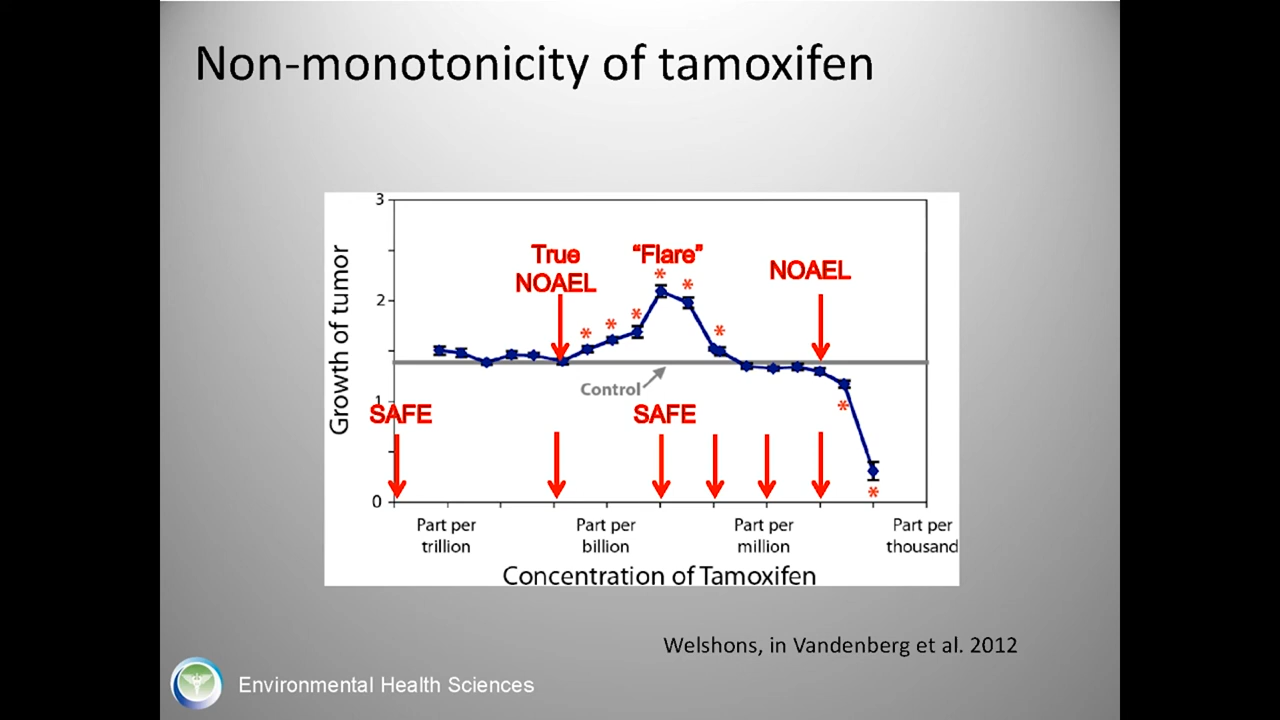 Non-monotonicity of tamoxifen
3
True
NOAEL
"Flare"
NOAEL
*
*
*
*
*
*
2
Growth of tumor
Control
1
SAFE
SAFE
*
*
0
Part per
trillion
Part per
billion
Part per
million
Part per
thousand
Concentration of Tamoxifen
Welshons, in Vandenberg et al. 2012
Environmental Health Sciences